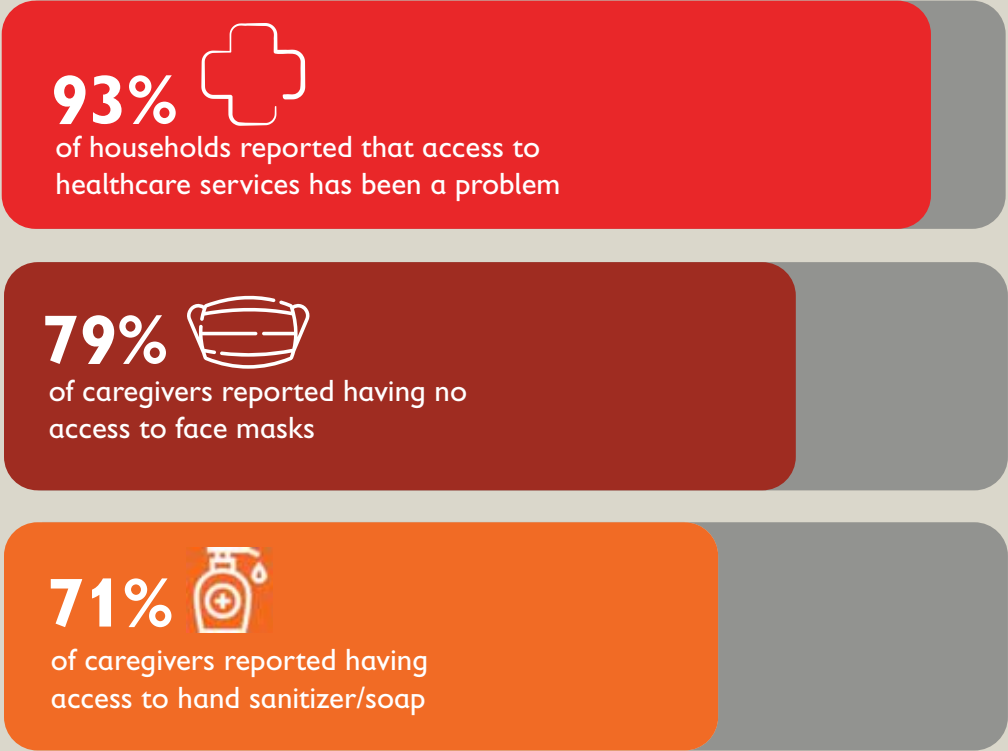 93%
of households reported that access to
healthcare services has been a problem
79%
of caregivers reported having no
access to face masks
71%
of caregivers reported having
access to hand sanitizer/soap